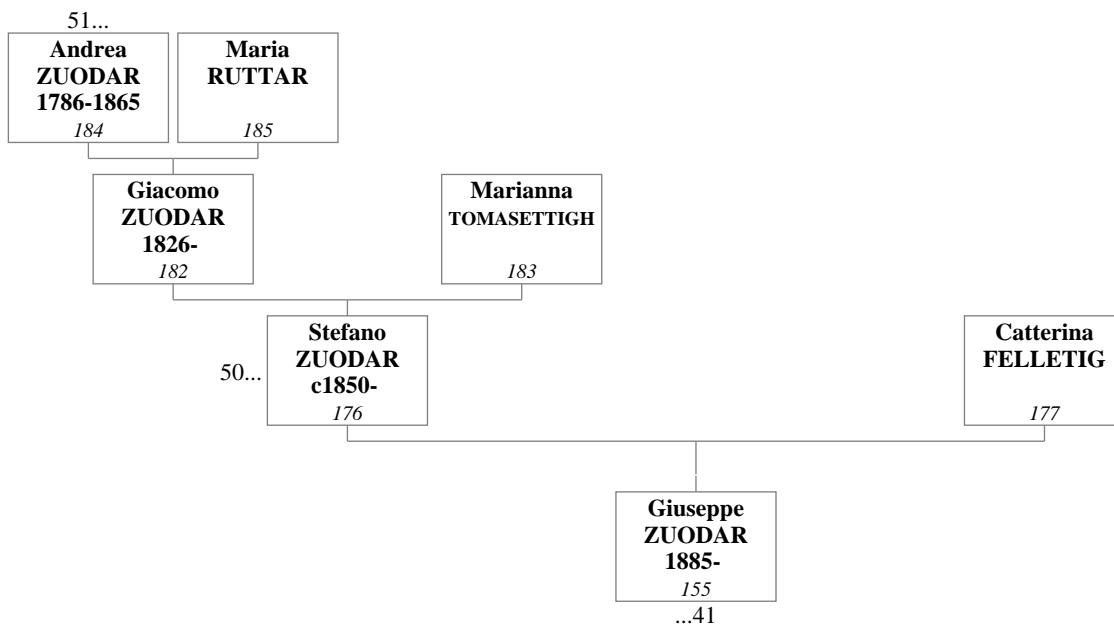 51...
Andrea
ZUODAR
1786-1865
184
Maria
RUTTAR
185
Giacomo
ZUODAR
1826-
182
Marianna
TOMASETTIGH
183
50...
Stefano
ZUODAR
c1850-
176
Catterina
FELLETIG
177
Giuseppe
ZUODAR
1885-
155
...41